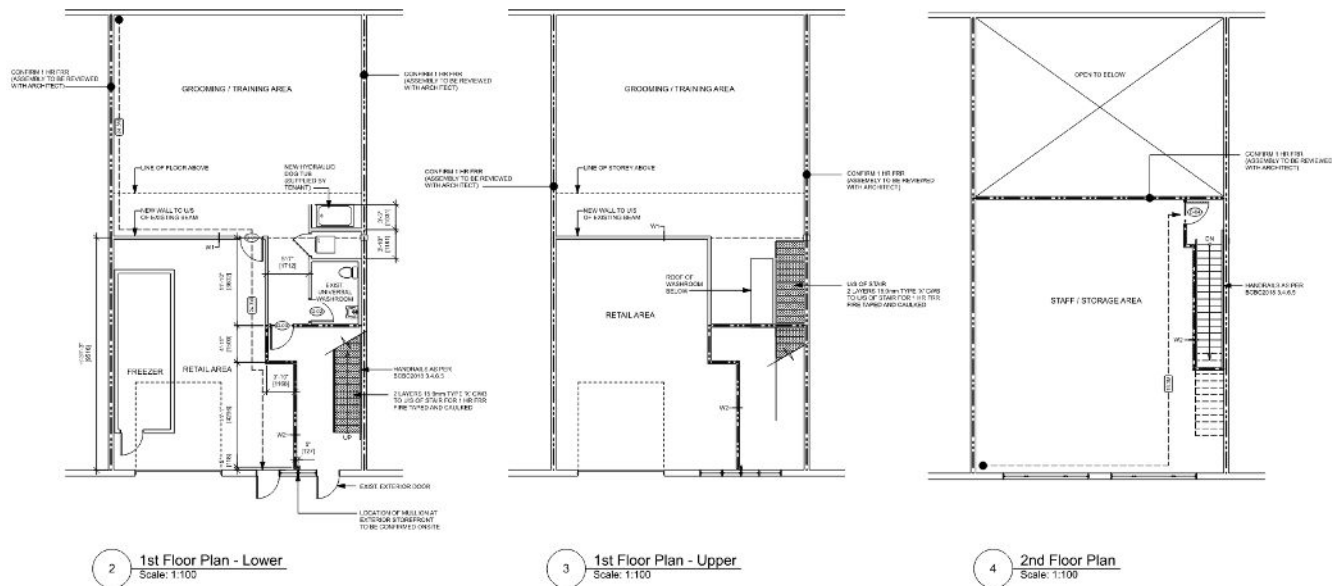 CONFIRM 1 HR FRR
(ASSEMBLY TO BE REVIEWED
WITH ARCHITECT)
GROOMING / TRAINING AREA
CONFIRM 1 HR FRR
(ASSEMBLY TO BE REVIEWED
WITH ARCHITECT)
LINE OF FLOOR ABOVE
NEW HYDRAULIC
DOG TUB
(SUPPLIED BY
TENANT)
NEW WALL TO U/S
OF EXISTING BEAM
W1
EXIST
UNIVERSAL
WASHROOM
FREEZER
RETAIL AREA
HANDRAILS AS PER
BCBC2018 3.4.6.5
2 LAYERS 15.9mm TYPE 'X' GWB
TO U/S OF STAIR FOR 1 HR FRR
FIRE TAPED AND CAULKED
W2
UP
EXIST. EXTERIOR DOOR
LOCATION OF MULLION AT
EXTERIOR STOREFRONT
TO BE CONFIRMED ONSITE
2
1st Floor Plan - Lower
Scale: 1:100
GROOMING / TRAINING AREA
CONFIRM 1 HR FRR
(ASSEMBLY TO BE REVIEWED
WITH ARCHITECT)
LINE OF STOREY ABOVE
CONFIRM 1 HR FRR
(ASSEMBLY TO BE REVIEWED
WITH ARCHITECT)
NEW WALL TO U/S
OF EXISTING BEAM
W1
ROOF OF
WASHROOM
BELOW
RETAIL AREA
U/S OF STAIR
2 LAYERS 15.9mm TYPE 'X' GWB
TO U/S OF STAIR FOR 1 HR FRR
FIRE TAPED AND CAULKED
W2
3
1st Floor Plan - Upper
Scale: 1:100
OPEN TO BELOW
CONFIRM 1 HR FRR
(ASSEMBLY TO BE REVIEWED
WITH ARCHITECT)
DN
STAFF / STORAGE AREA
HANDRAILS AS PER
BCBC2018 3.4.6.5
W2
4
2nd Floor Plan
Scale: 1:100